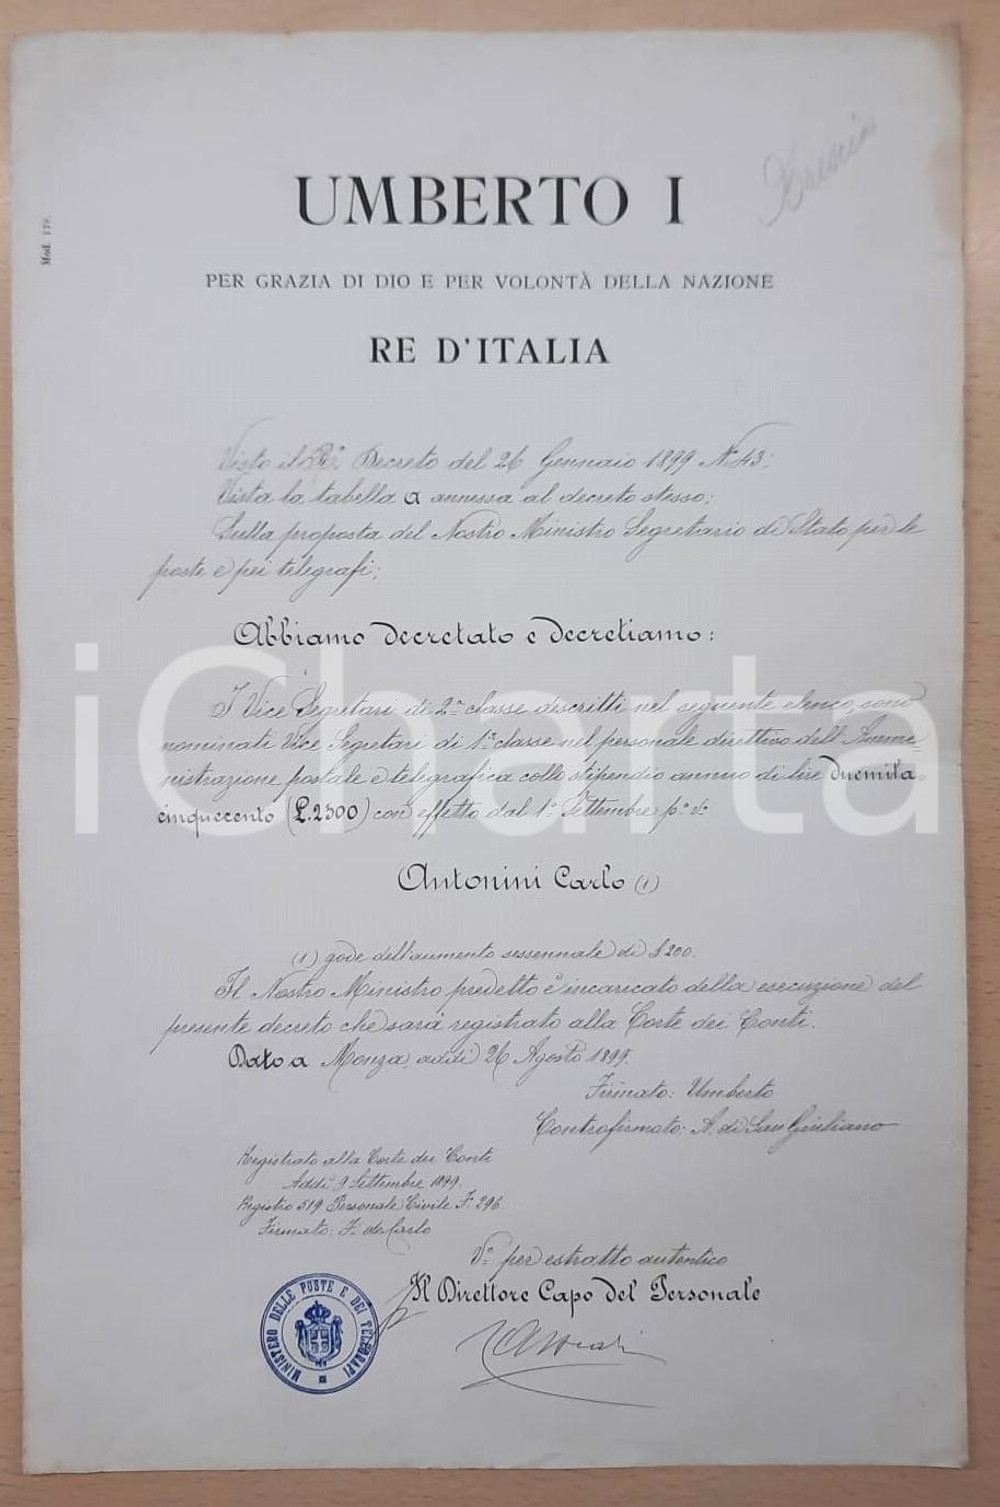 Brescia
UMBERTO I
Mod. 179.
PER GRAZIA DI DIO E PER VOLONTÀ DELLA NAZIONE
RE D'ITALIA
Visto il R.° Decreto del 26 Gennaio 1899 N° 43;
Vista la tabella A annessa al decreto stesso;
Sulla proposta del Nostro Ministro Segretario di Stato per le
poste e pei telegrafi;
Abbiamo decretato e decretiamo:
I Vice Segretari di 2ª classe descritti nel seguente elenco, sono
nominati Vice Segretari di 1ª classe nel personale direttivo dell'Ammi-
nistrazione postale e telegrafica collo stipendio annuo di lire duemila-
cinquecento (£.2500) con effetto dal 1° Settembre p.° v.°
Antonini Carlo (1)
(1) gode dell'aumento sessennale di £ 200.
Il Nostro Ministro predetto è incaricato della esecuzione del
presente decreto che sarà registrato alla Corte dei Conti.
Dato a Monza, addì 26 Agosto 1899.
Firmato: Umberto
Controfirmato: A. di San Giuliano
Registrato alla Corte dei Conti
Addì 9 Settembre 1899.
Registro 519 Personale Civile F. 296
Firmato: F. de Carlo
V° per estratto autentico
Il Direttore Capo del Personale
MINISTERO DELLE POSTE E DEI TELEGRAFI
iCharta